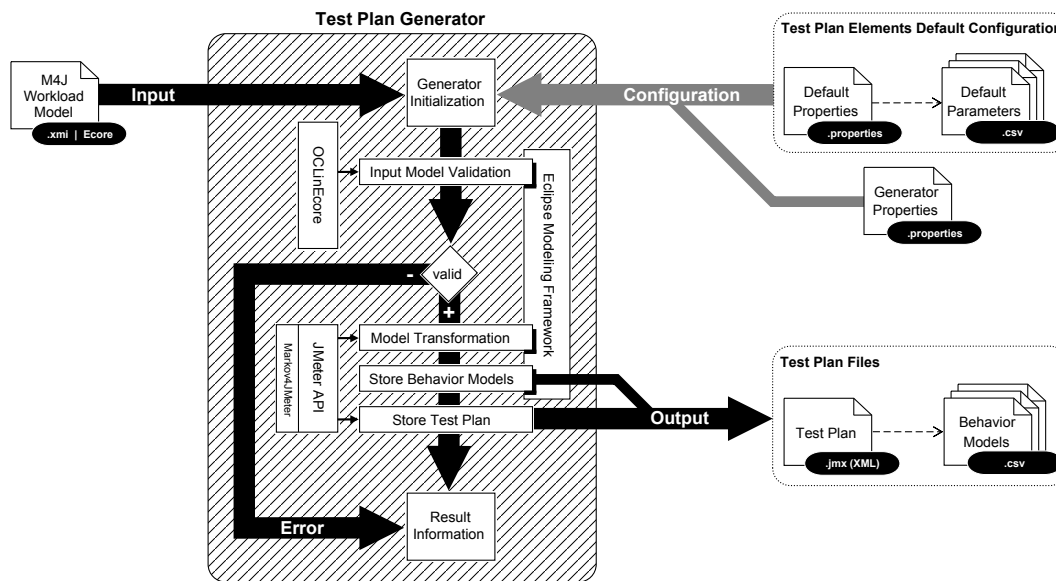 Test Plan Generator
Test Plan Elements Default Configuration
M4J
Workload
Model
.xmi | Ecore
Input
Generator
Initialization
Configuration
Default
Properties
.properties
Default
Parameters
.csv
OCLinEcore
Input Model Validation
Eclipse Modeling Framework
Generator
Properties
.properties
-
valid
+
Markov4JMeter
JMeter API
Model Transformation
Store Behavior Models
Store Test Plan
Output
Test Plan Files
Test Plan
.jmx (XML)
Behavior
Models
.csv
Error
Result
Information